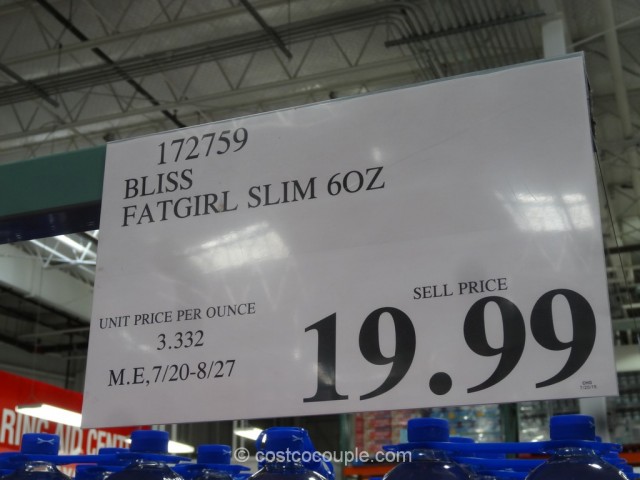 172759
BLISS
FATGIRL SLIM 6OZ
UNIT PRICE PER OUNCE
3.332
M.E,7/20-8/27
SELL PRICE
19.99
© costcocouple.com